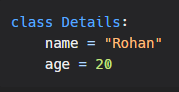 class Details:
    name = "Rohan"
    age = 20